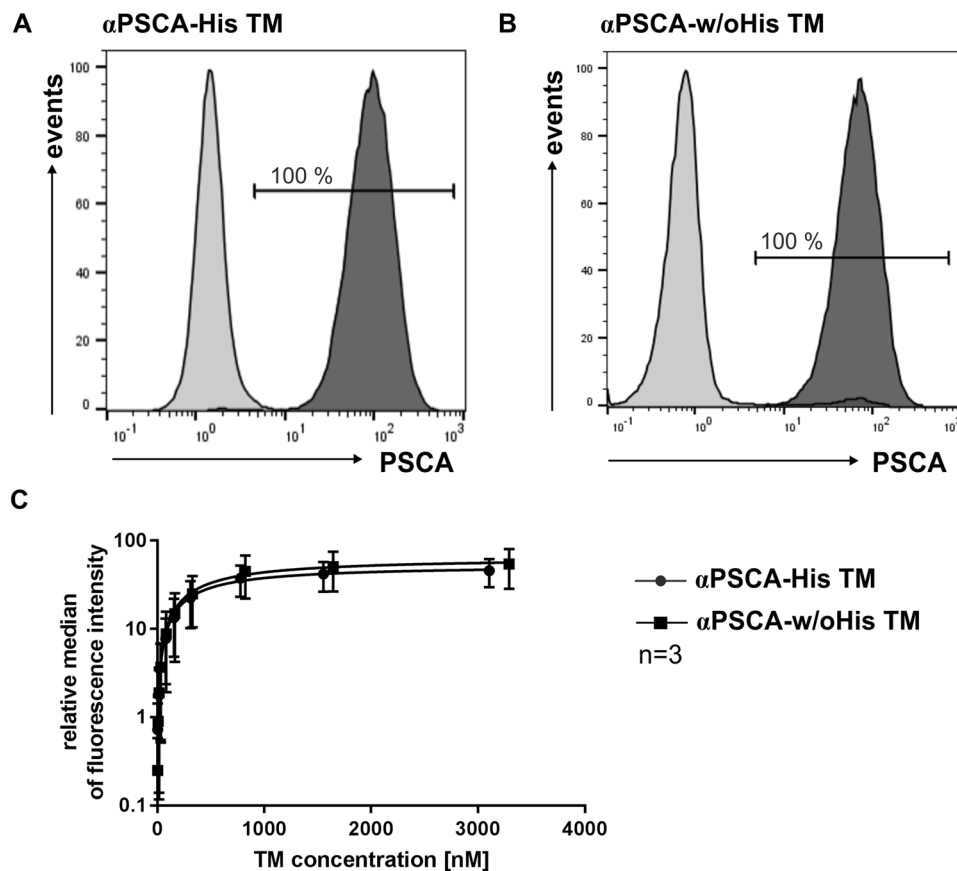 A αPSCA-His TM
events
100
80
60
40
20
0
100 %
10-1 100 101 102 103
PSCA
B αPSCA-w/oHis TM
events
100
80
60
40
20
0
100 %
10-1 100 101 102 103
PSCA
C
relative median
of fluorescence intensity
100
10
1
0.1
0 1000 2000 3000 4000
TM concentration [nM]
αPSCA-His TM
αPSCA-w/oHis TM
n=3